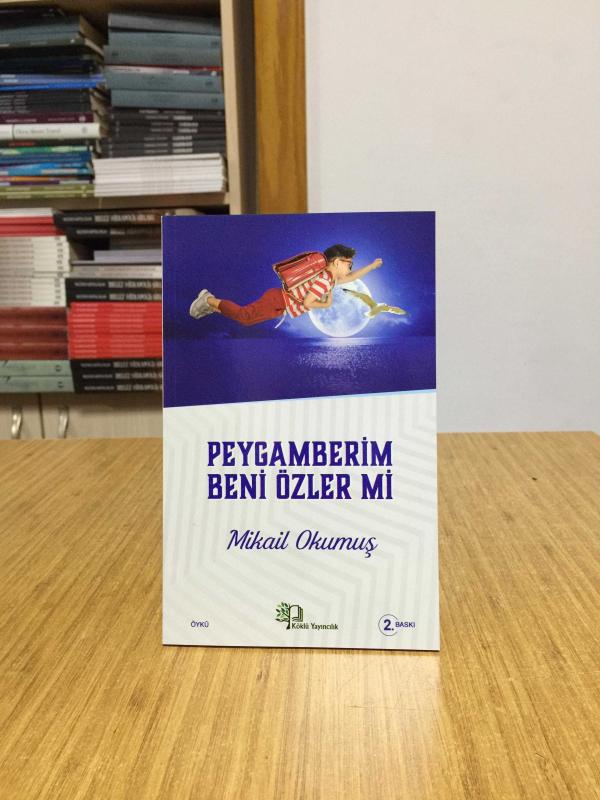 PEYGAMBERİM
BENİ ÖZLER Mİ
Mikail Okumuş
ÖYKÜ
Köklü Yayıncılık
2. BASKI